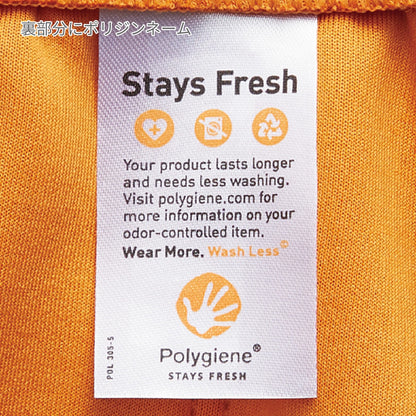 裏部分にポリジンネーム
Stays Fresh
Your product lasts longer
and needs less washing.
Visit polygiene.com for
more information on your
odor-controlled item.
Wear More. Wash Less©
Polygiene®
STAYS FRESH
POL 305-S